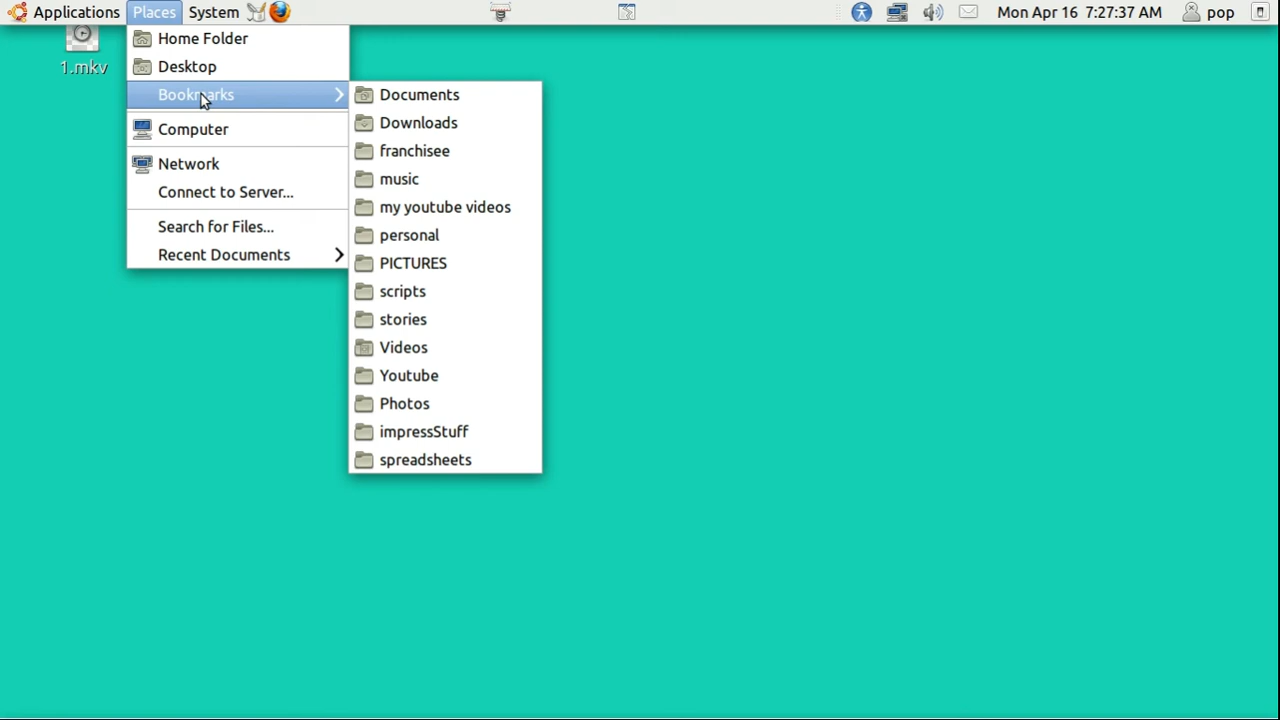 Applications Places System Mon Apr 16 7:27:37 AM pop
1.mkv
Home Folder
Desktop
Bookmarks
Computer
Network
Connect to Server...
Search for Files...
Recent Documents
Documents
Downloads
franchisee
music
my youtube videos
personal
PICTURES
scripts
stories
Videos
Youtube
Photos
impressStuff
spreadsheets